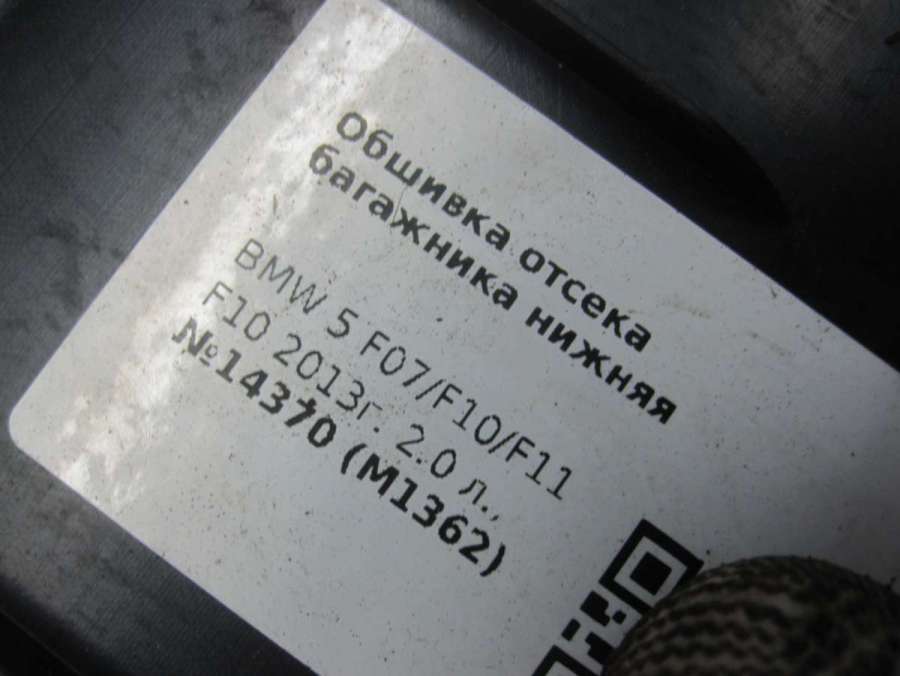 Обшивка отсека
багажника нижняя
BMW 5 F07/F10/F11
F10 2013г. 2.0 л.,
№14370 (M1362)